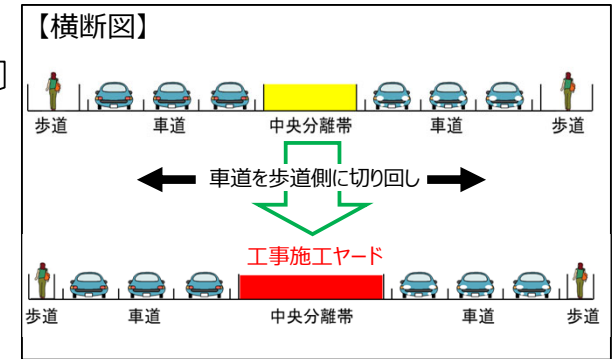 【横断図】
歩道 車道 中央分離帯 車道 歩道
車道を歩道側に切り回し
工事施工ヤード
歩道 車道 中央分離帯 車道 歩道